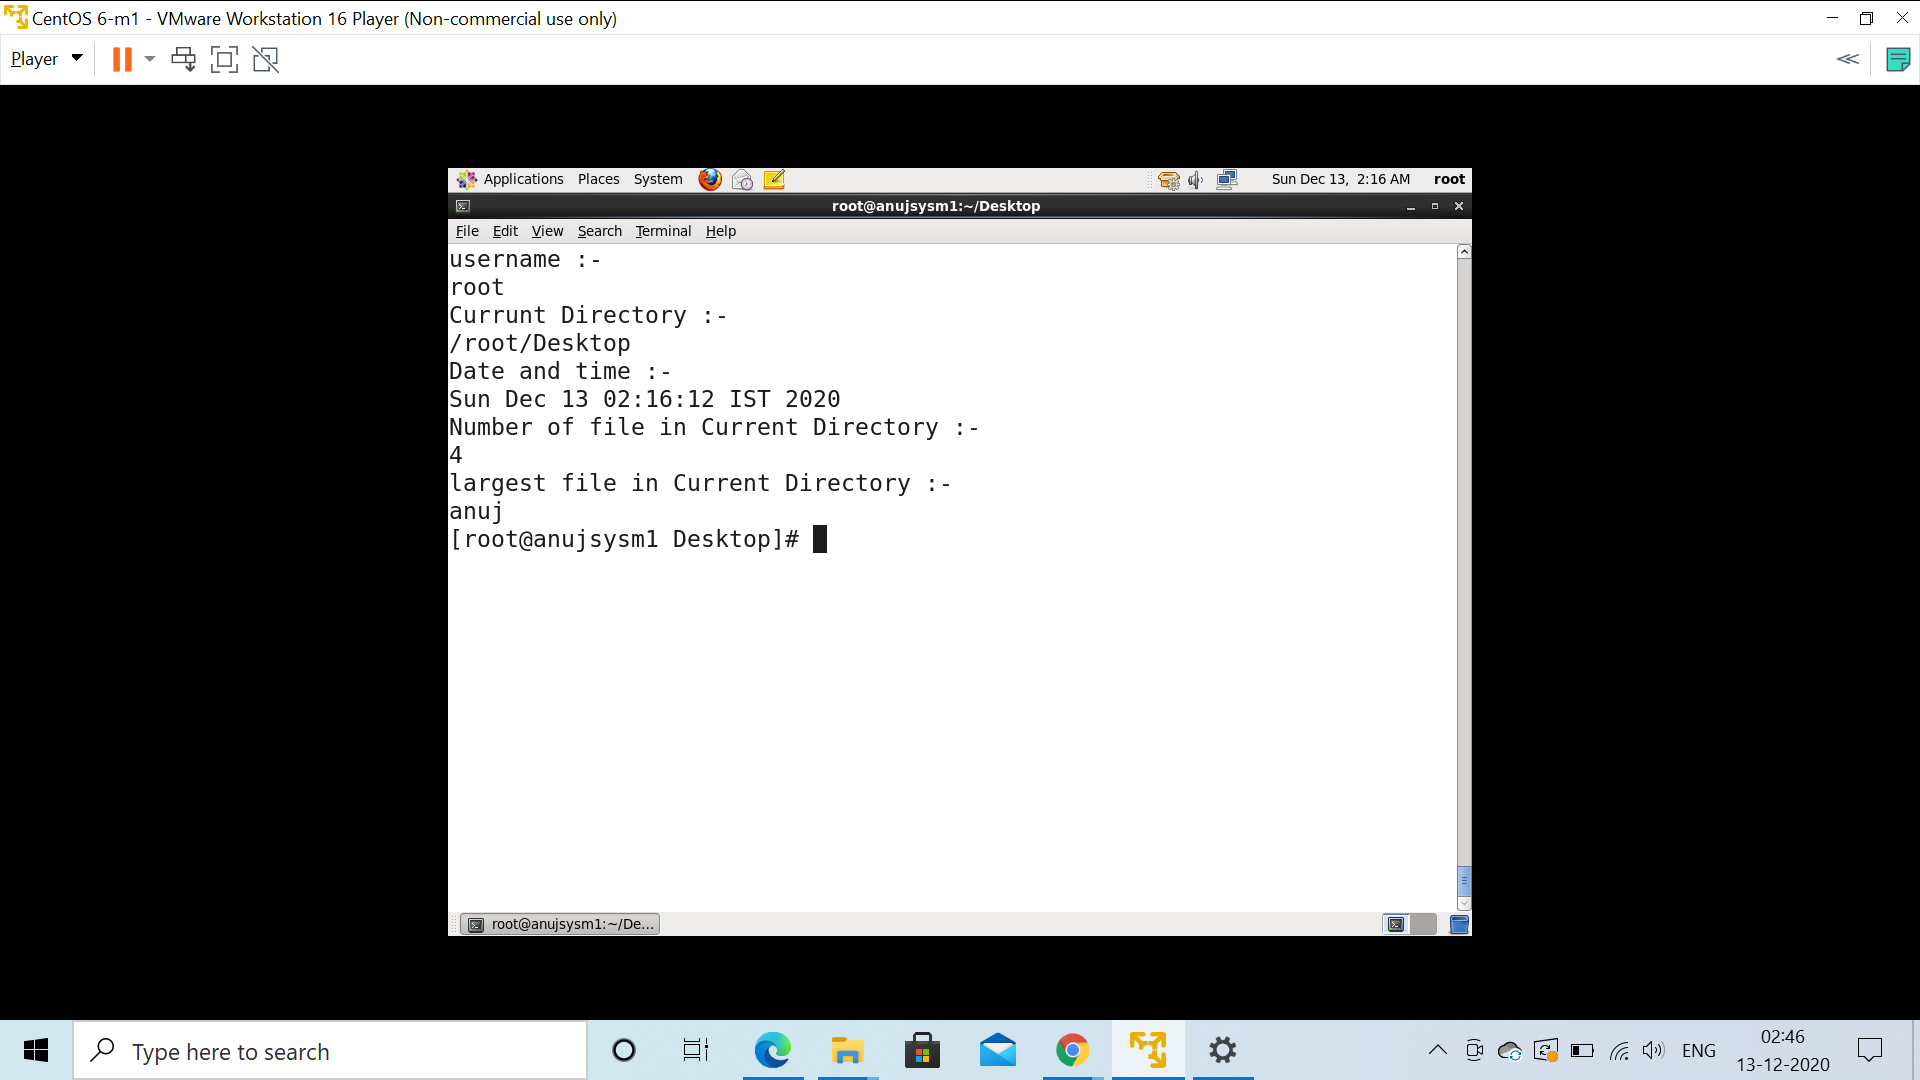 CentOS 6-m1 - VMware Workstation 16 Player (Non-commercial use only)
Player
Applications Places System Sun Dec 13, 2:16 AM root
root@anujsysm1:~/Desktop
File Edit View Search Terminal Help
username :-
root
Currunt Directory :-
/root/Desktop
Date and time :-
Sun Dec 13 02:16:12 IST 2020
Number of file in Current Directory :-
4
largest file in Current Directory :-
anuj
[root@anujsysm1 Desktop]#
root@anujsysm1:~/De...
Type here to search
ENG
02:46
13-12-2020